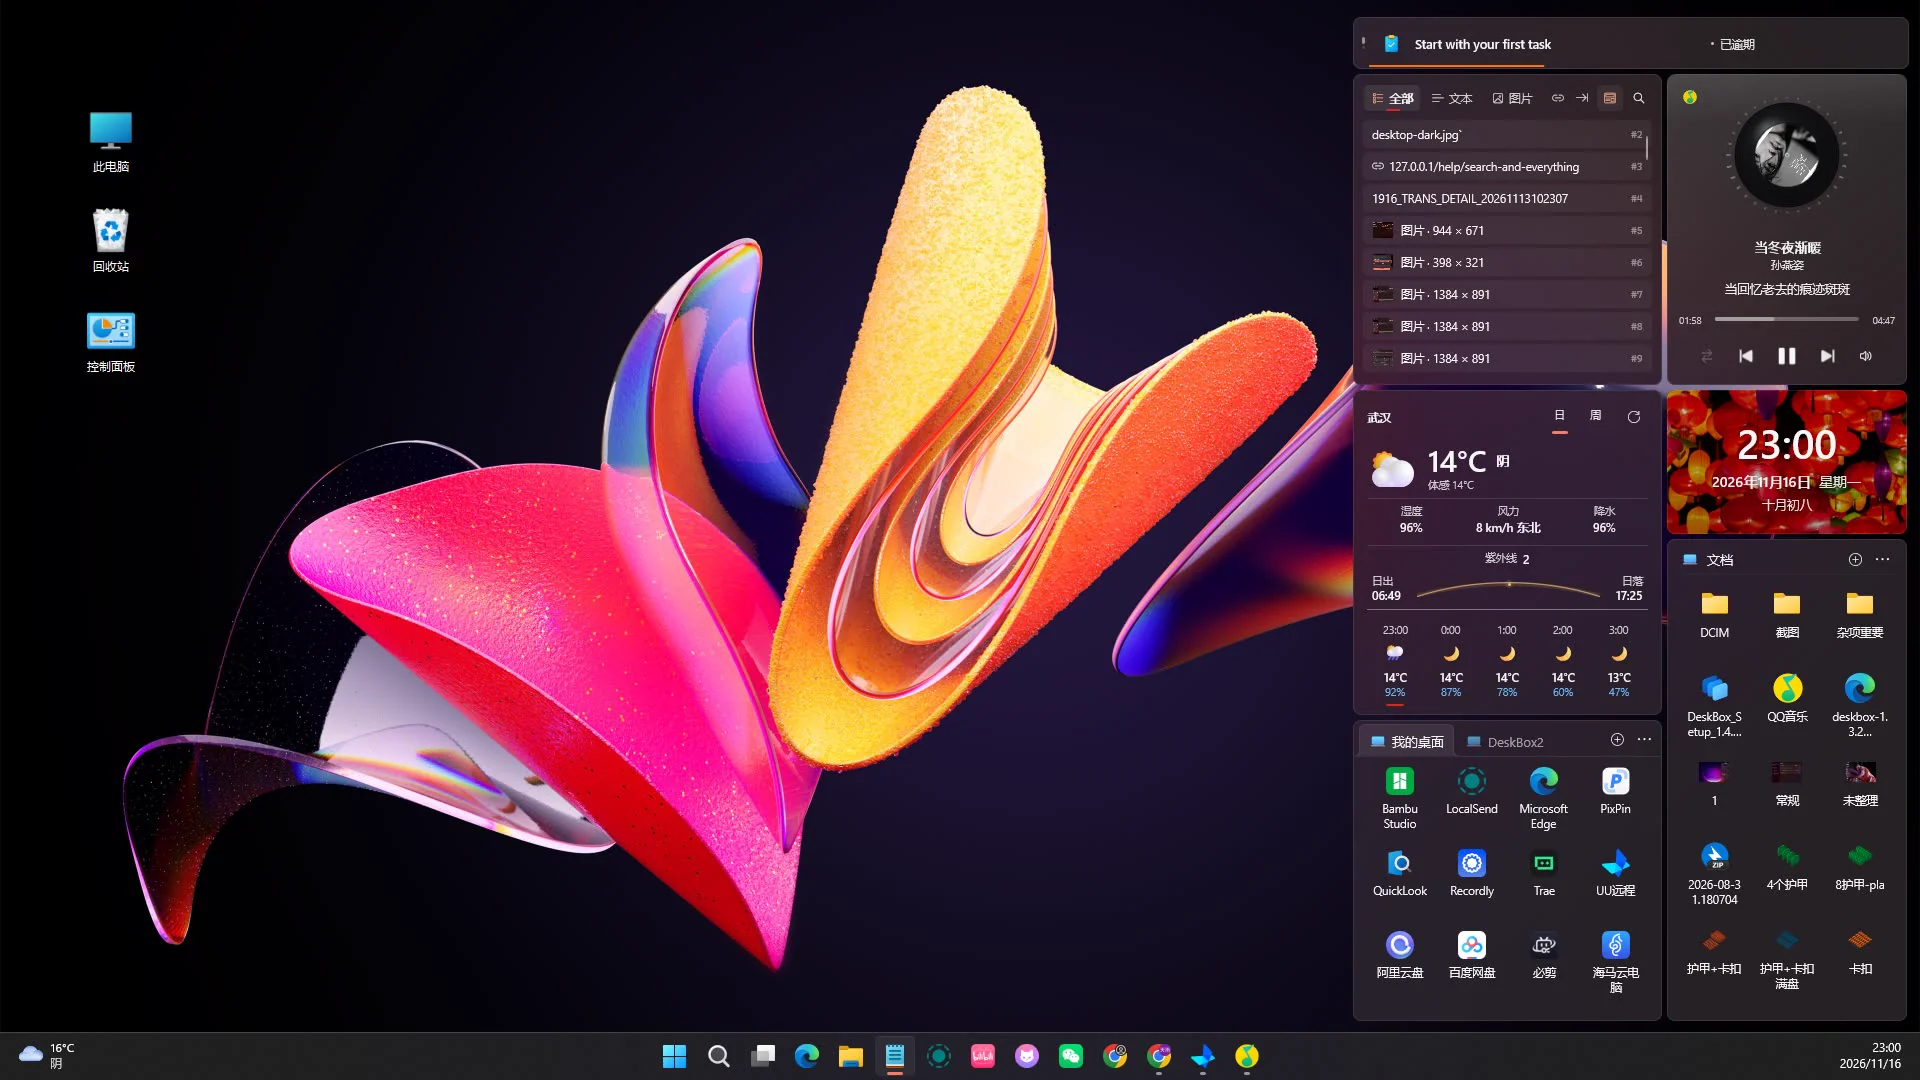 此电脑
回收站
控制面板
Start with your first task
· 已逾期
全部
文本
图片
desktop-dark.jpg`
#2
127.0.0.1/help/search-and-everything
#3
1916_TRANS_DETAIL_20261113102307
#4
图片 · 944 × 671
#5
图片 · 398 × 321
#6
图片 · 1384 × 891
#7
图片 · 1384 × 891
#8
图片 · 1384 × 891
#9
当冬夜渐暖
孙燕姿
当回忆老去的痕迹斑斑
01:58
04:47
武汉
日
周
14°C 阴
体感 14°C
湿度
风力
降水
96%
8 km/h 东北
96%
紫外线 2
日出
日落
06:49
17:25
23:00 0:00 1:00 2:00 3:00
14°C 14°C 14°C 14°C 13°C
92% 87% 78% 60% 47%
23:00
2026年11月16日 星期一
十月初八
文档
DCIM
截图
杂项重要
DeskBox_S
etup_1.4....
QQ音乐
deskbox-1.
3.2...
1
常规
未整理
ZIP
2026-08-3
1.180704
4个护甲
8护甲-pla
护甲+卡扣
护甲+卡扣
满盘
卡扣
我的桌面
DeskBox2
Bambu
Studio
LocalSend
Microsoft
Edge
PixPin
QuickLook
Recordly
Trae
UU远程
阿里云盘
百度网盘
必剪
海马云电
脑
16°C
阴
23:00
2026/11/16